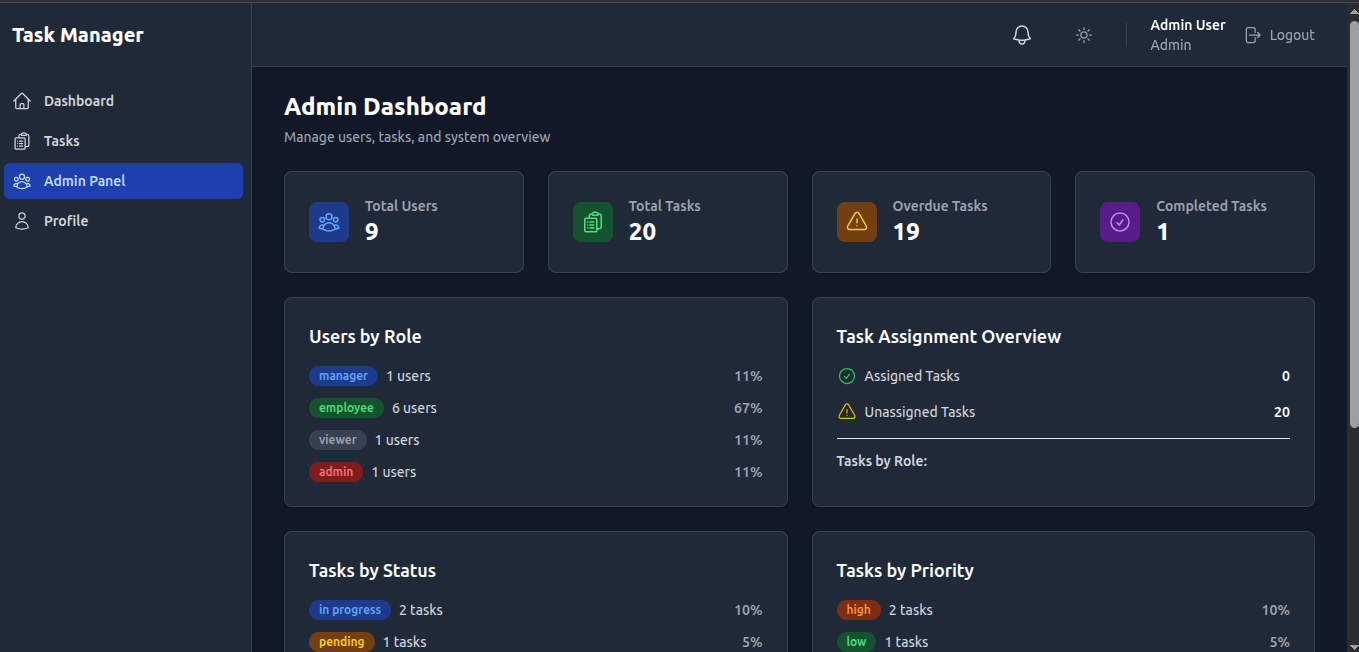 Task Manager
Dashboard
Tasks
Admin Panel
Profile
Admin User
Admin
Logout
Admin Dashboard
Manage users, tasks, and system overview
Total Users
9
Total Tasks
20
Overdue Tasks
19
Completed Tasks
1
Users by Role
manager 1 users 11%
employee 6 users 67%
viewer 1 users 11%
admin 1 users 11%
Task Assignment Overview
Assigned Tasks 0
Unassigned Tasks 20
Tasks by Role:
Tasks by Status
in progress 2 tasks 10%
pending 1 tasks 5%
Tasks by Priority
high 2 tasks 10%
low 1 tasks 5%